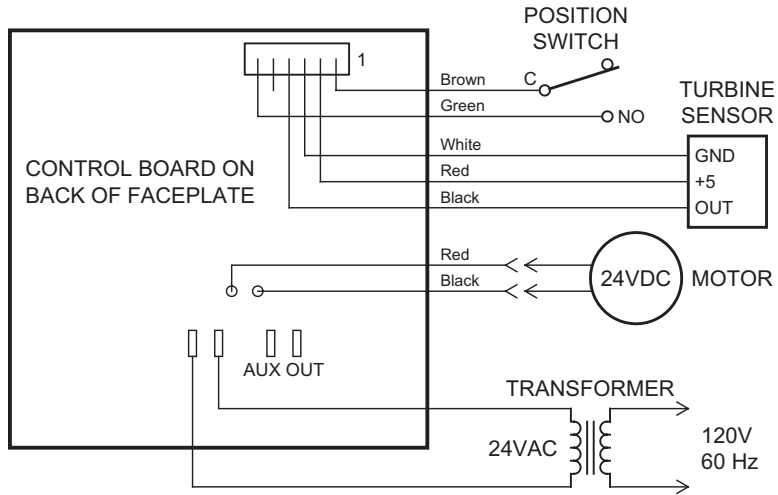 POSITION
SWITCH
1
Brown
C
Green
NO
TURBINE
SENSOR
White
GND
Red
+5
Black
OUT
CONTROL BOARD ON
BACK OF FACEPLATE
Red
Black
24VDC
MOTOR
AUX OUT
TRANSFORMER
24VAC
120V
60 Hz